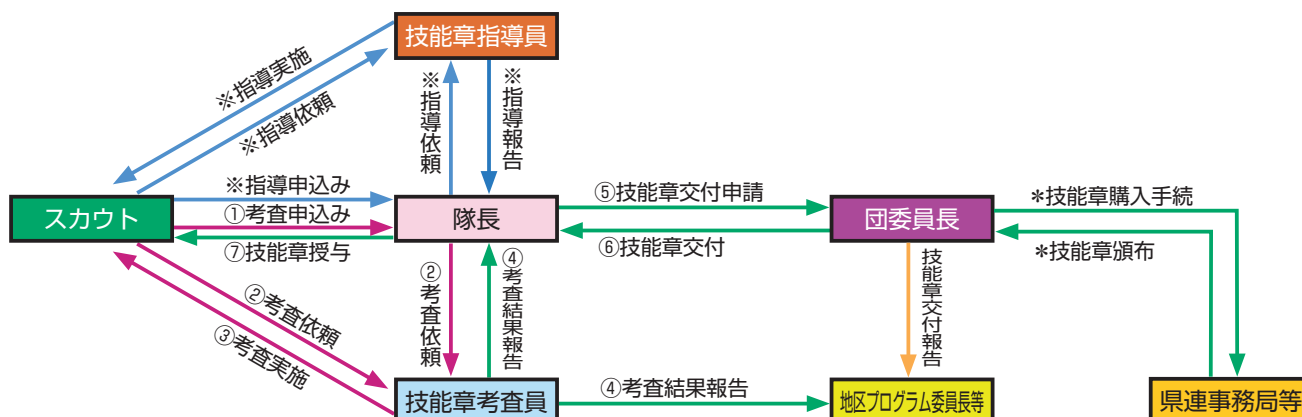 技能章指導員
※指導実施
※指導依頼
※指導依頼
※指導報告
※指導申込み
スカウト
①考査申込み
⑦技能章授与
隊長
⑤技能章交付申請
⑥技能章交付
団委員長
*技能章購入手続
*技能章頒布
②考査依頼
③考査実施
②考査依頼
④考査結果報告
技能章交付報告
技能章考査員
④考査結果報告
地区プログラム委員長等
県連事務局等